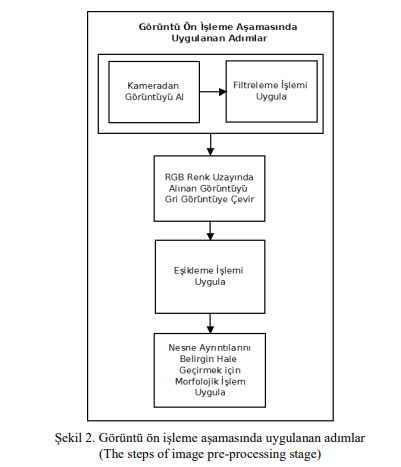 Görüntü Ön İşleme Aşamasında
Uygulanan Adımlar
Kameradan
Görüntüyü Al
Filtreleme İşlemi
Uygula
RGB Renk Uzayında
Alınan Görüntüyü
Gri Görüntüye Çevir
Eşikleme İşlemi
Uygula
Nesne Ayrıntılarını
Belirgin Hale
Geçirmek için
Morfolojik İşlem
Uygula
Şekil 2. Görüntü ön işleme aşamasında uygulanan adımlar
(The steps of image pre-processing stage)